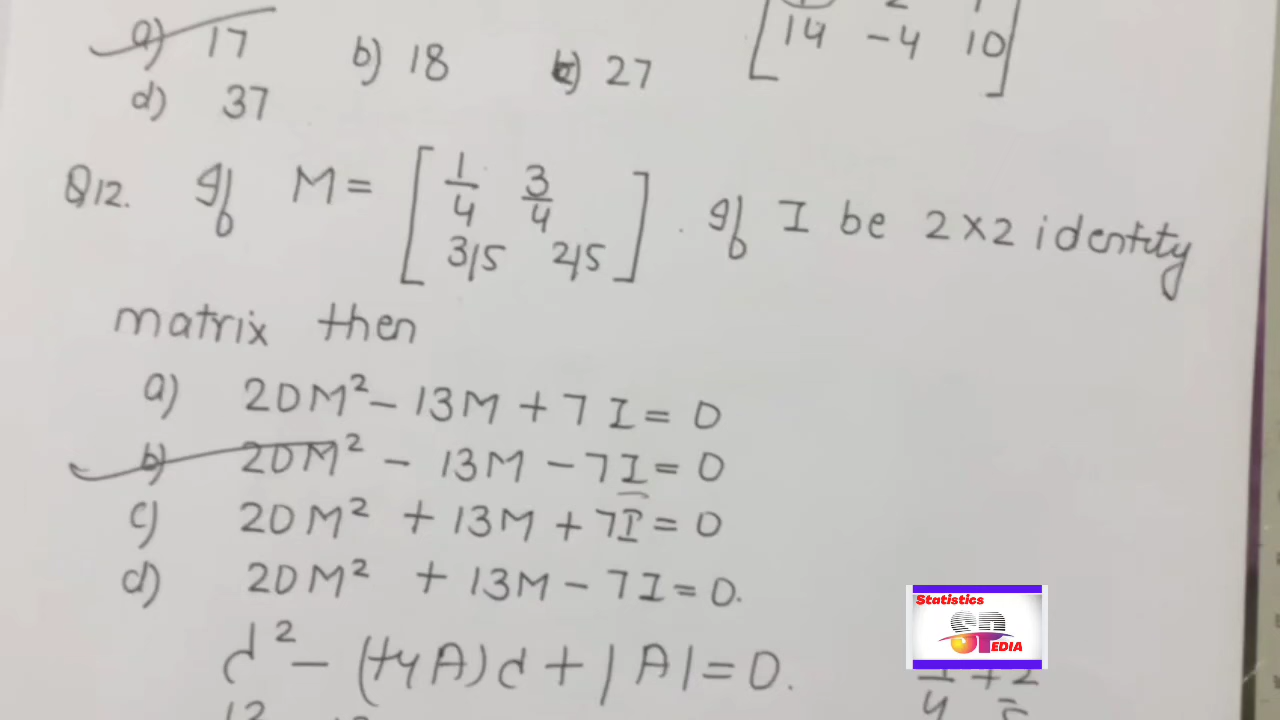 a) 17 b) 18 c) 27
d) 37
[14 -4 10]
Q12. If M = [1/4 3/4
3/5 2/5] . If I be 2×2 identity
matrix then
a) 20M² - 13M + 7I = 0
b) 20M² - 13M - 7I = 0
c) 20M² + 13M + 7I = 0
d) 20M² + 13M - 7I = 0.
d² - (trA)d + |A| = 0.
Statistics
PEDIA